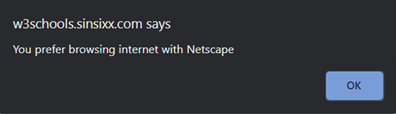 w3schools.sinsixx.com says
You prefer browsing internet with Netscape
OK